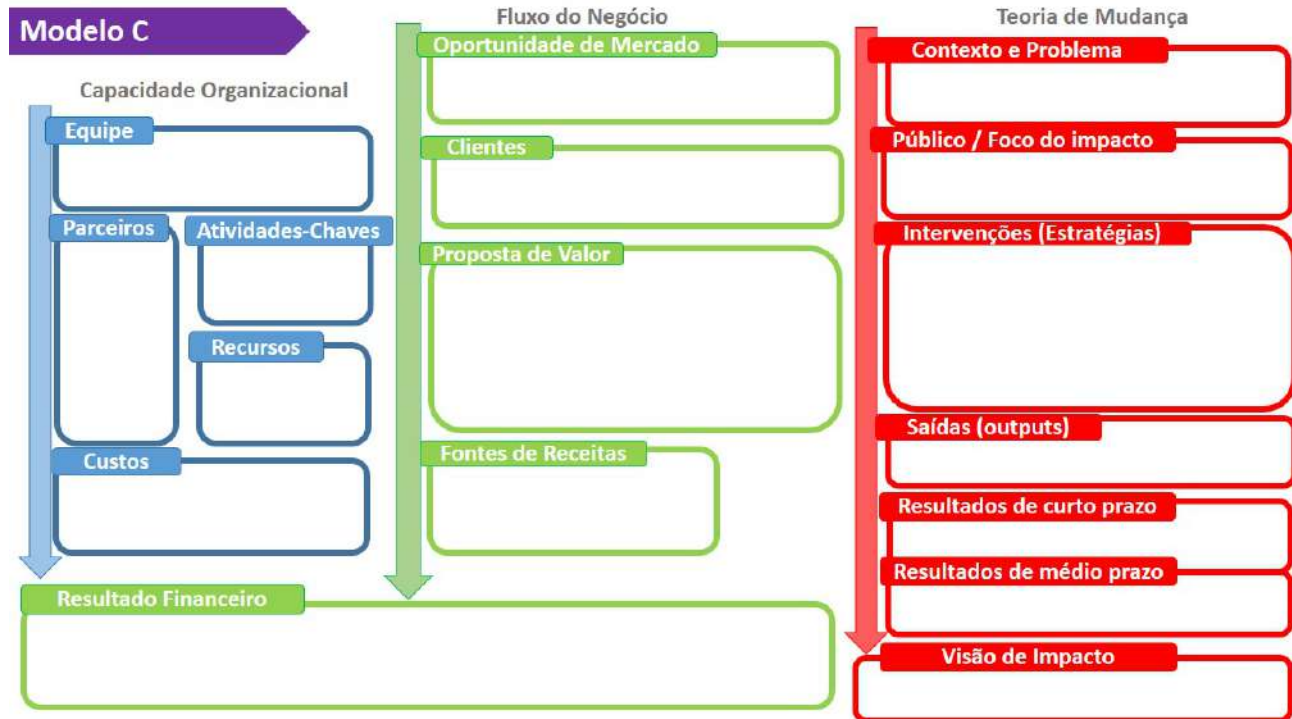 Modelo C
Capacidade Organizacional
Equipe
Parceiros
Atividades-Chaves
Recursos
Custos
Fluxo do Negócio
Oportunidade de Mercado
Clientes
Proposta de Valor
Fontes de Receitas
Resultado Financeiro
Teoria de Mudança
Contexto e Problema
Público / Foco do impacto
Intervenções (Estratégias)
Saídas (outputs)
Resultados de curto prazo
Resultados de médio prazo
Visão de Impacto